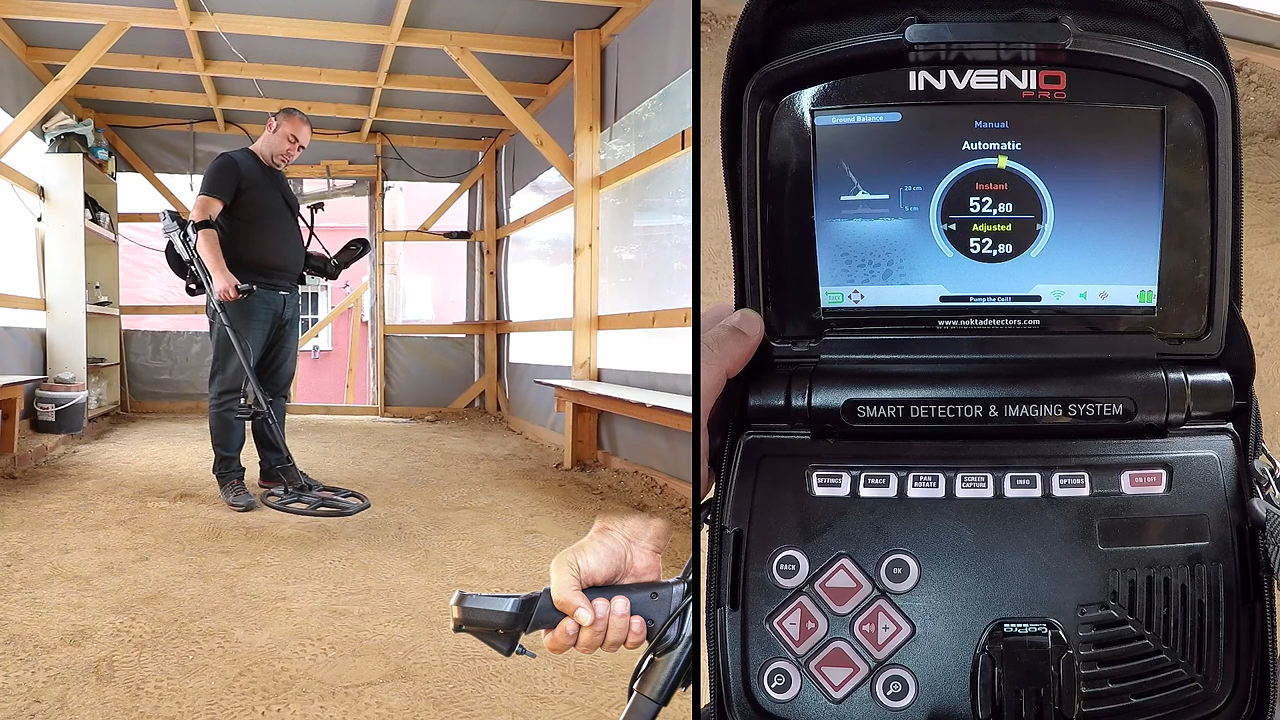 INVENIO
PRO
Ground Balance
Manual
Automatic
20 cm
5 cm
Instant
52,80
Adjusted
52,80
BACK
Pump the Coil!
www.noktadetectors.com
SMART DETECTOR & IMAGING SYSTEM
SETTINGS
TRACE
PAN ROTATE
SCREEN CAPTURE
INFO
OPTIONS
ON | OFF
BACK
OK
GoPro